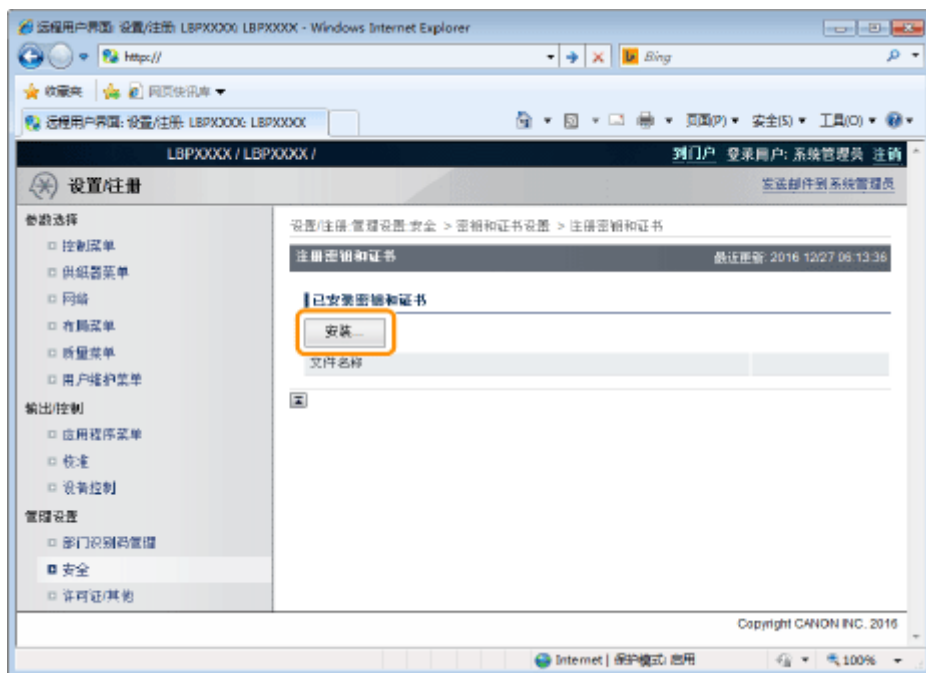 远程用户界面: 设置/注册: LBPXXXX: LBPXXXX - Windows Internet Explorer
https://
Bing
收藏夹
网页快讯库
远程用户界面: 设置/注册: LBPXXXX: LBPXXXX
页面(P) 安全(S) 工具(O)
LBPXXXX / LBPXXXX /
到门户 登录用户: 系统管理员 注销
设置/注册
发送邮件到系统管理员
参数选择
控制菜单
供纸器菜单
网络
布局菜单
质量菜单
用户维护菜单
输出/控制
应用程序菜单
校准
设备控制
管理设置
部门识别码管理
安全
许可证/其他
设置/注册:管理设置:安全 > 密钥和证书设置 > 注册密钥和证书
注册密钥和证书
最近更新: 2016 12/27 06:13:36
已安装密钥和证书
安装...
文件名称
Copyright CANON INC. 2016
Internet | 保护模式: 启用
100%